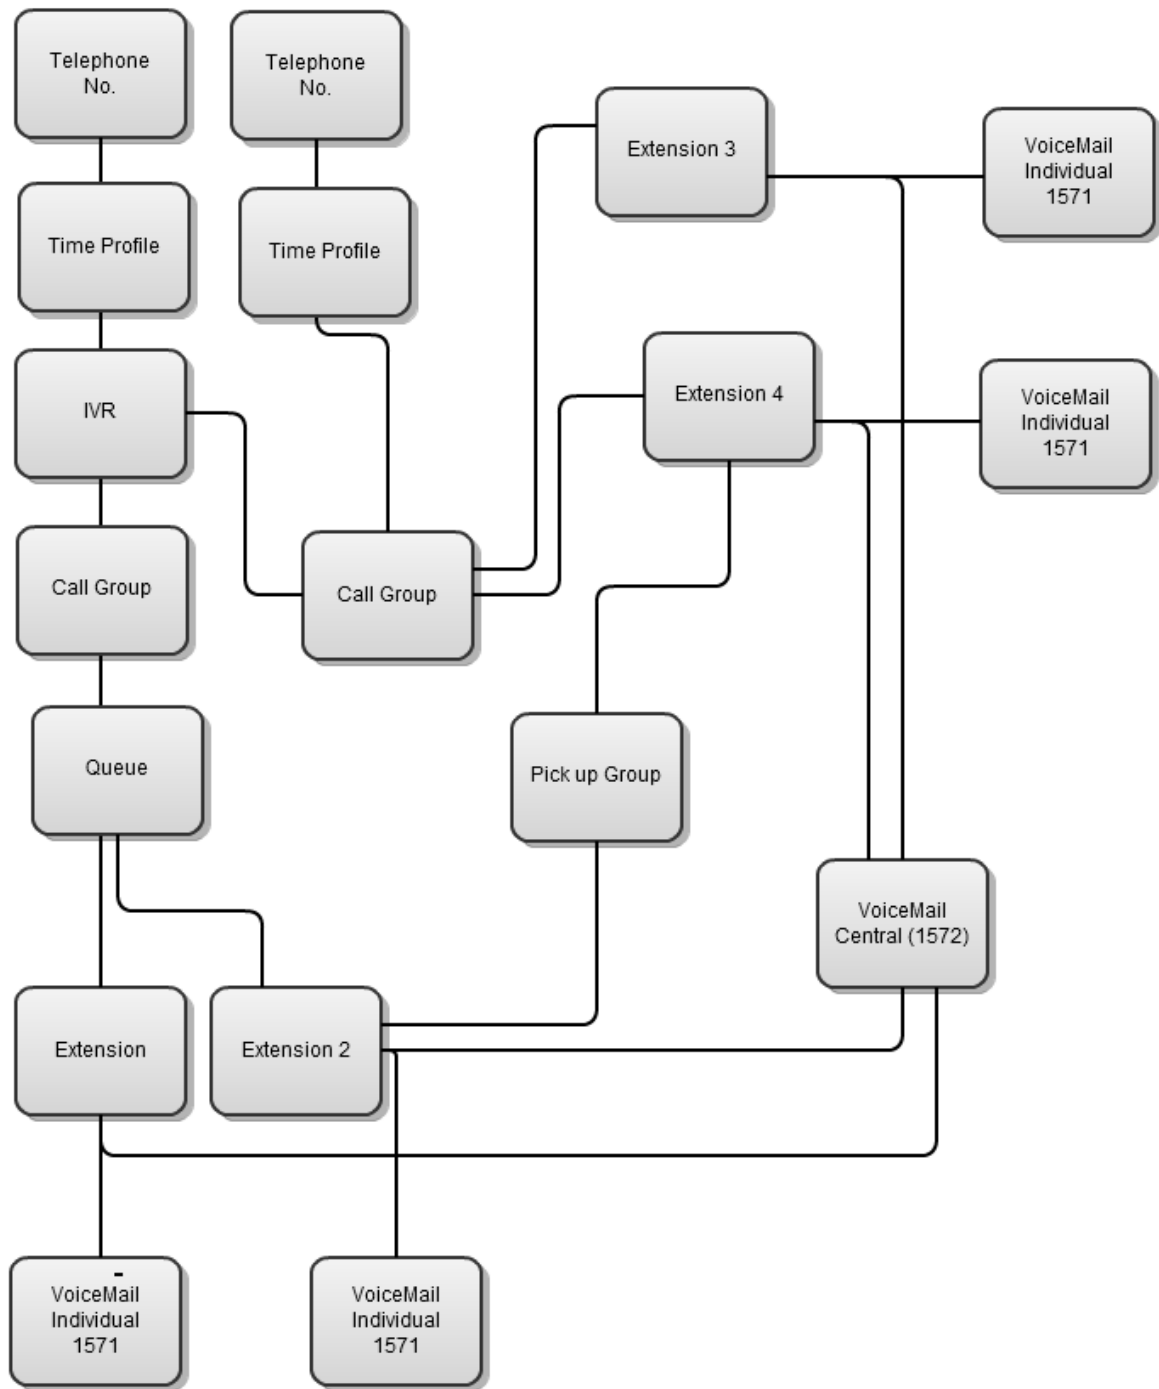 Telephone
No.
Telephone
No.
Extension 3
VoiceMail
Individual
1571
Time Profile
Time Profile
IVR
Extension 4
VoiceMail
Individual
1571
Call Group
Call Group
Queue
Pick up Group
VoiceMail
Central (1572)
Extension
Extension 2
-
VoiceMail
Individual
1571
VoiceMail
Individual
1571